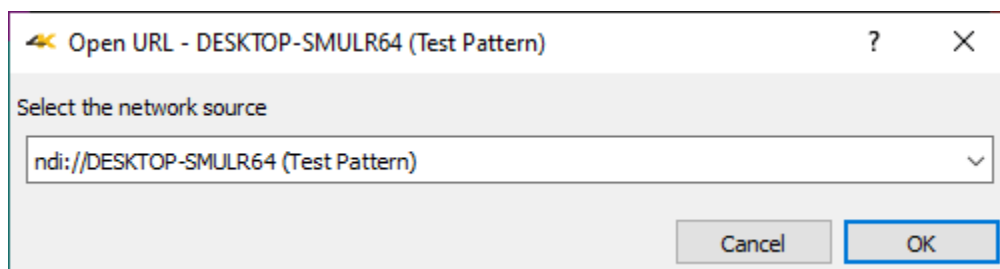 Open URL - DESKTOP-SMULR64 (Test Pattern)
Select the network source
ndi://DESKTOP-SMULR64 (Test Pattern)
Cancel OK